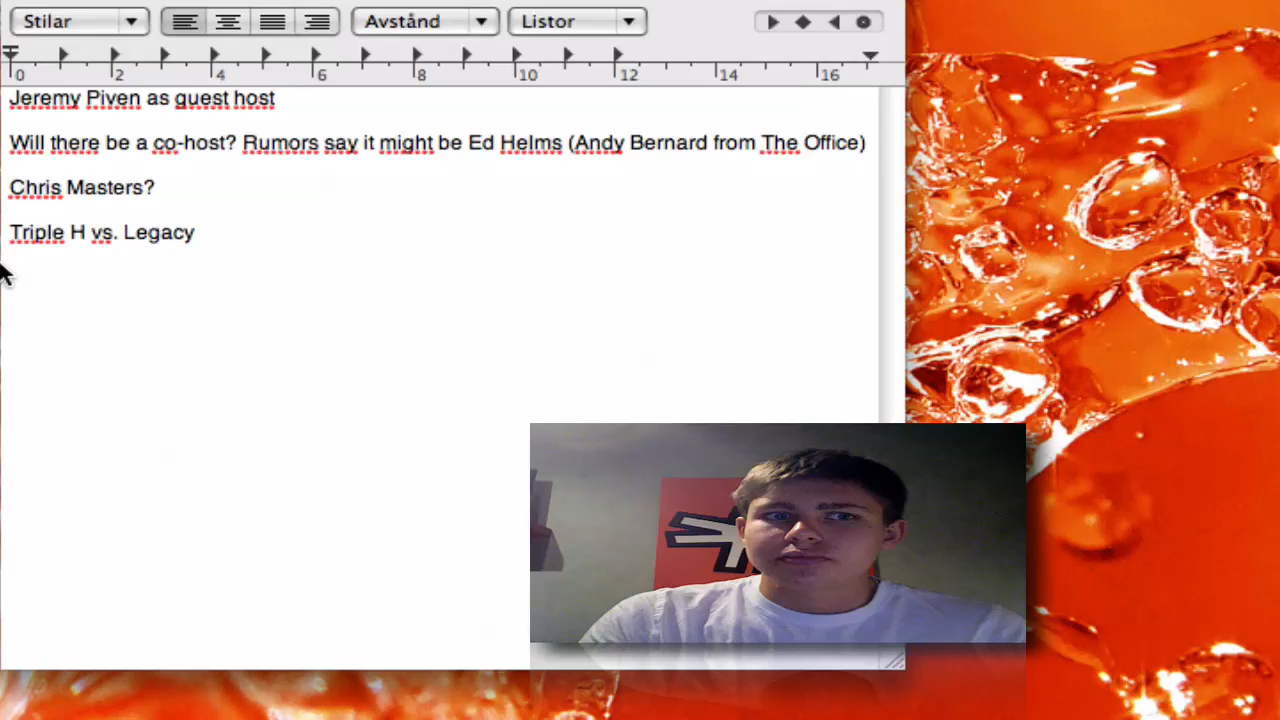 Stilar Avstånd Listor
0 2 4 6 8 10 12 14 16
Jeremy Piven as guest host
Will there be a co-host? Rumors say it might be Ed Helms (Andy Bernard from The Office)
Chris Masters?
Triple H vs. Legacy